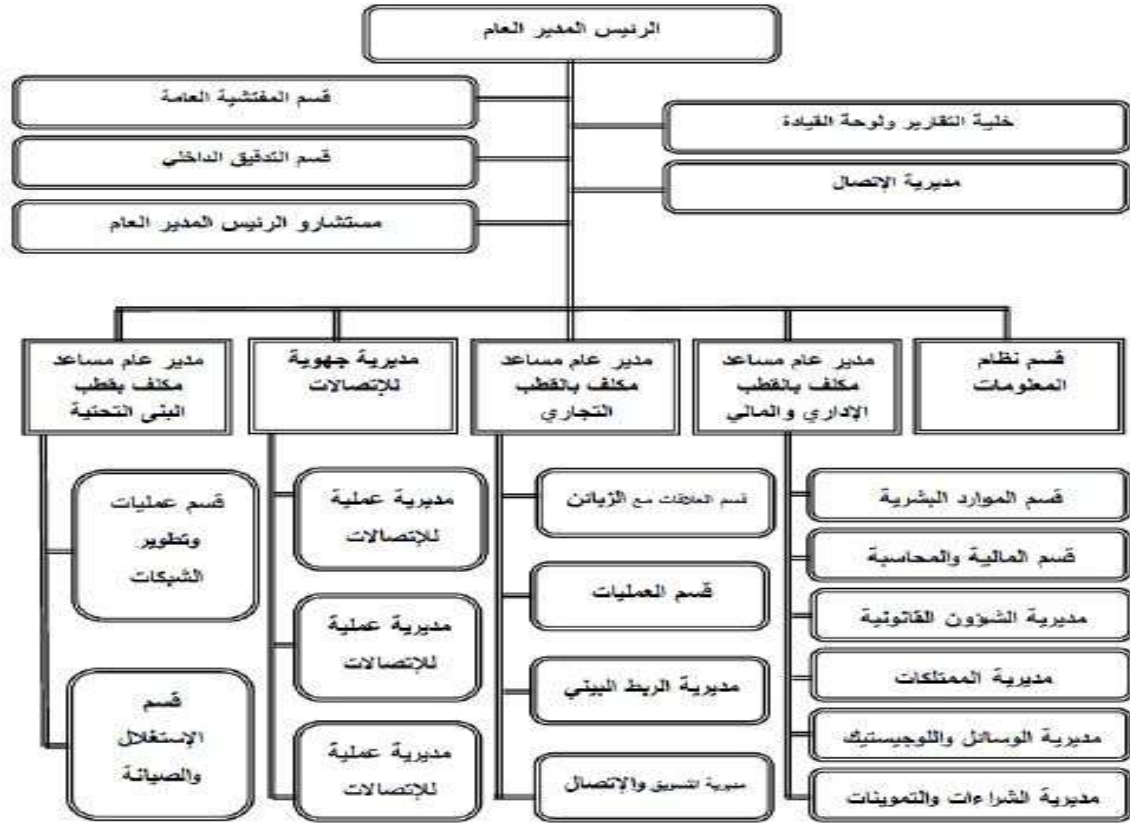 الرئيس المدير العام
قسم المفتشية العامة
خلية التقارير ولوحة القيادة
قسم التدقيق الداخلي
مديرية الإتصال
مستشارو الرئيس المدير العام
قسم نظام
المعلومات
مدير عام مساعد
مكلف بالقطب
الإداري والمالي
مدير عام مساعد
مكلف بالقطب
التجاري
مديرية جهوية
للإتصالات
مدير عام مساعد
مكلف بقطب
البنى التحتية
قسم الموارد البشرية
قسم المالية والمحاسبة
مديرية الشؤون القانونية
مديرية الممتلكات
مديرية الوسائل واللوجيستيك
مديرية الشراءات والتموينات
قسم العلاقات مع الزبائن
قسم العمليات
مديرية الربط البيني
مديرية التسويق والإتصال
مديرية عملية
للإتصالات
مديرية عملية
للإتصالات
مديرية عملية
للإتصالات
قسم عمليات
وتطوير
الشبكات
قسم
الإستغلال
والصيانة